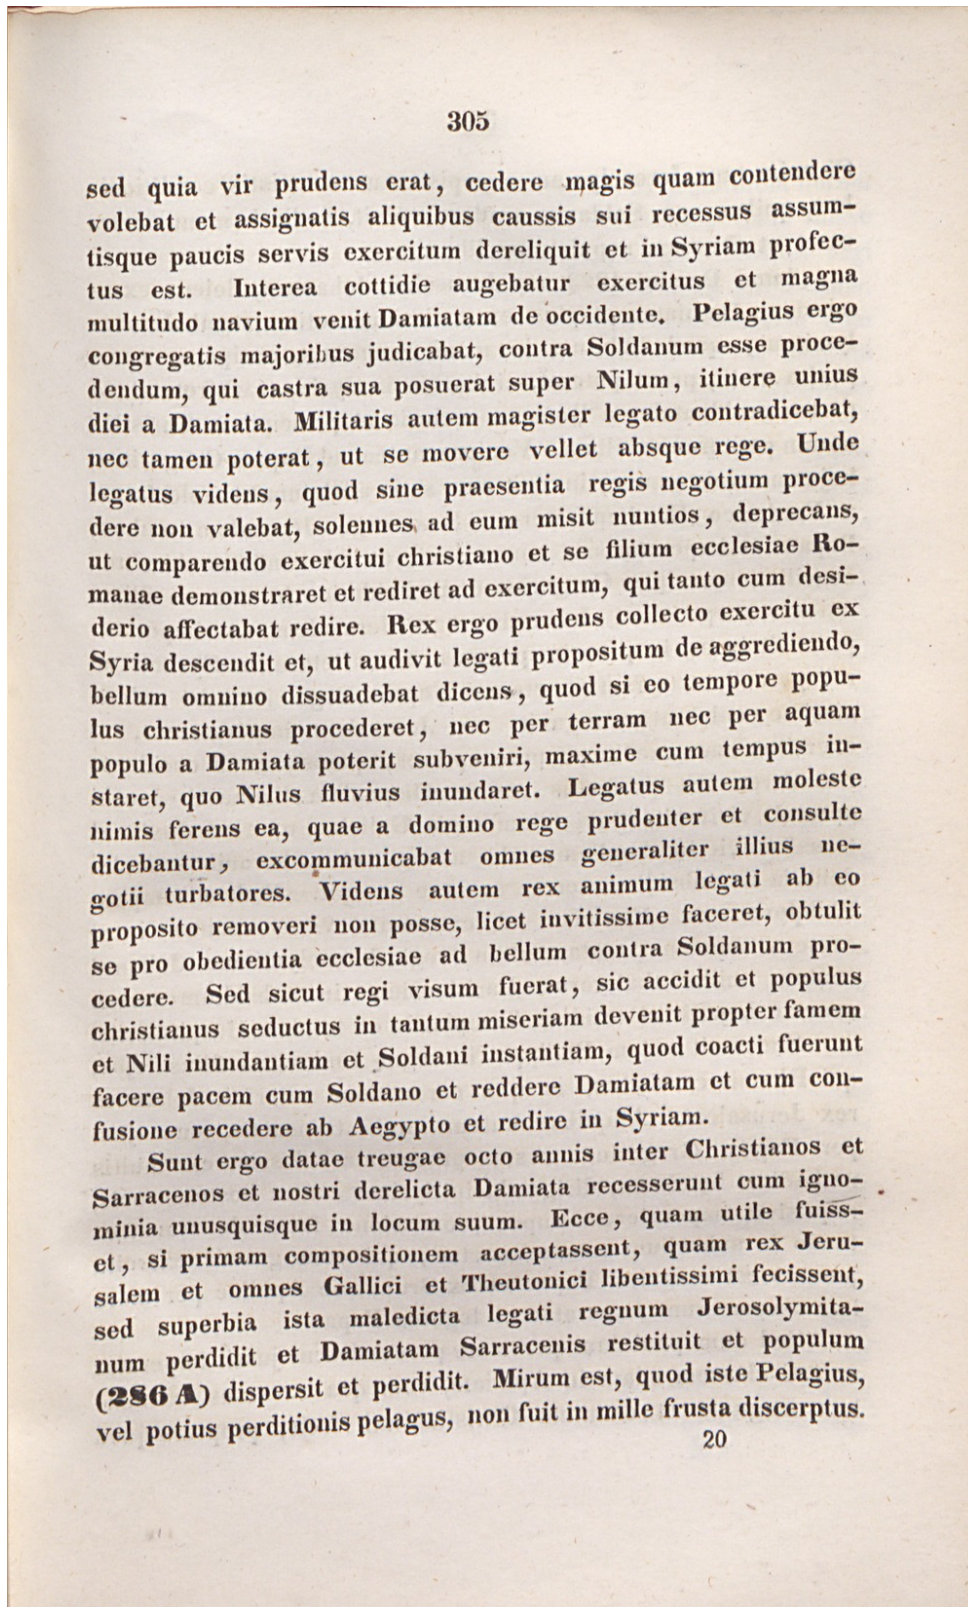 305
sed quia vir prudens erat, cedere magis quam contendere
volebat et assignatis aliquibus caussis sui recessus assum-
tisque paucis servis exercitum dereliquit et in Syriam profec-
tus est. Interea cottidie augebatur exercitus et magna
multitudo navium venit Damiatam de occidente. Pelagius ergo
congregatis majoribus judicabat, contra Soldanum esse proce-
dendum, qui castra sua posuerat super Nilum, itinere unius
diei a Damiata. Militaris autem magister legato contradicebat,
nec tamen poterat, ut se movere vellet absque rege. Unde
legatus videns, quod sine praesentia regis negotium proce-
dere non valebat, solennes ad eum misit nuntios, deprecans,
ut comparendo exercitui christiano et se filium ecclesiae Ro-
manae demonstraret et rediret ad exercitum, qui tanto cum desi-
derio affectabat redire. Rex ergo prudens collecto exercitu ex
Syria descendit et, ut audivit legati propositum de aggrediendo,
bellum omnino dissuadebat dicens, quod si eo tempore popu-
lus christianus procederet, nec per terram nec per aquam
populo a Damiata poterit subveniri, maxime cum tempus in-
staret, quo Nilus fluvius inundaret. Legatus autem moleste
nimis ferens ea, quae a domino rege prudenter et consulte
dicebantur, excommunicabat omnes generaliter illius ne-
gotii turbatores. Videns autem rex animum legati ab eo
proposito removeri non posse, licet invitissime faceret, obtulit
se pro obedientia ecclesiae ad bellum contra Soldanum pro-
cedere. Sed sicut regi visum fuerat, sic accidit et populus
christianus seductus in tantum miseriam devenit propter famem
et Nili inundantiam et Soldani instantiam, quod coacti fuerunt
facere pacem cum Soldano et reddere Damiatam et cum con-
fusione recedere ab Aegypto et redire in Syriam.
Sunt ergo datae treugae octo annis inter Christianos et
Sarracenos et nostri derelicta Damiata recesserunt cum igno-
minia unusquisque in locum suum. Ecce, quam utile fuiss-
et, si primam compositionem acceptassent, quam rex Jeru-
salem et omnes Gallici et Theutonici libentissimi fecissent,
sed superbia ista maledicta legati regnum Jerosolymita-
num perdidit et Damiatam Sarracenis restituit et populum
(286 A) dispersit et perdidit. Mirum est, quod iste Pelagius,
vel potius perditionis pelagus, non fuit in mille frusta discerptus.
20